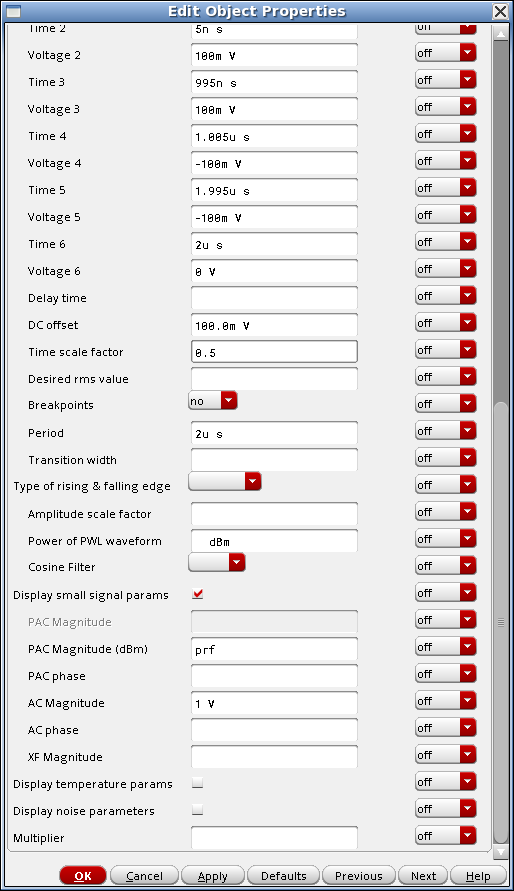 Edit Object Properties
Time 2 5n s off
Voltage 2 100m V off
Time 3 995n s off
Voltage 3 100m V off
Time 4 1.005u s off
Voltage 4 -100m V off
Time 5 1.995u s off
Voltage 5 -100m V off
Time 6 2u s off
Voltage 6 0 V off
Delay time off
DC offset 100.0m V off
Time scale factor 0.5 off
Desired rms value off
Breakpoints no off
Period 2u s off
Transition width off
Type of rising & falling edge off
Amplitude scale factor off
Power of PWL waveform dBm off
Cosine Filter off
Display small signal params off
PAC Magnitude off
PAC Magnitude (dBm) prf off
PAC phase off
AC Magnitude 1 V off
AC phase off
XF Magnitude off
Display temperature params off
Display noise parameters off
Multiplier off
OK Cancel Apply Defaults Previous Next Help